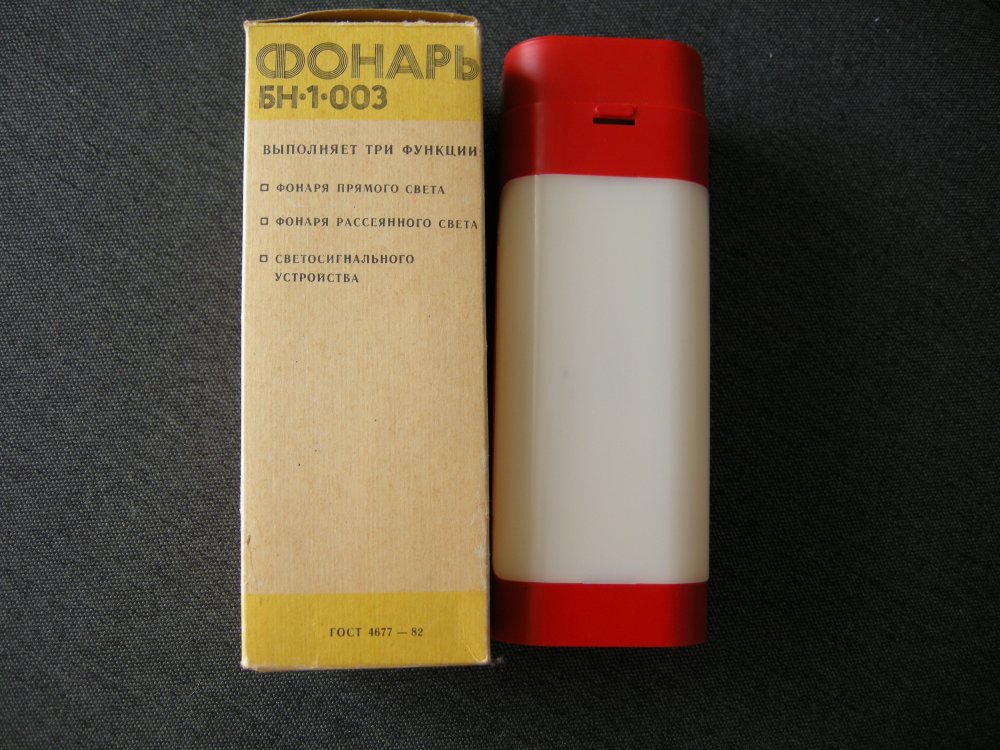 ФОНАРЬ
БН·1·003
ВЫПОЛНЯЕТ ТРИ ФУНКЦИИ:
ФОНАРЯ ПРЯМОГО СВЕТА
ФОНАРЯ РАССЕЯННОГО СВЕТА
СВЕТОСИГНАЛЬНОГО
УСТРОЙСТВА
ГОСТ 4677 — 82